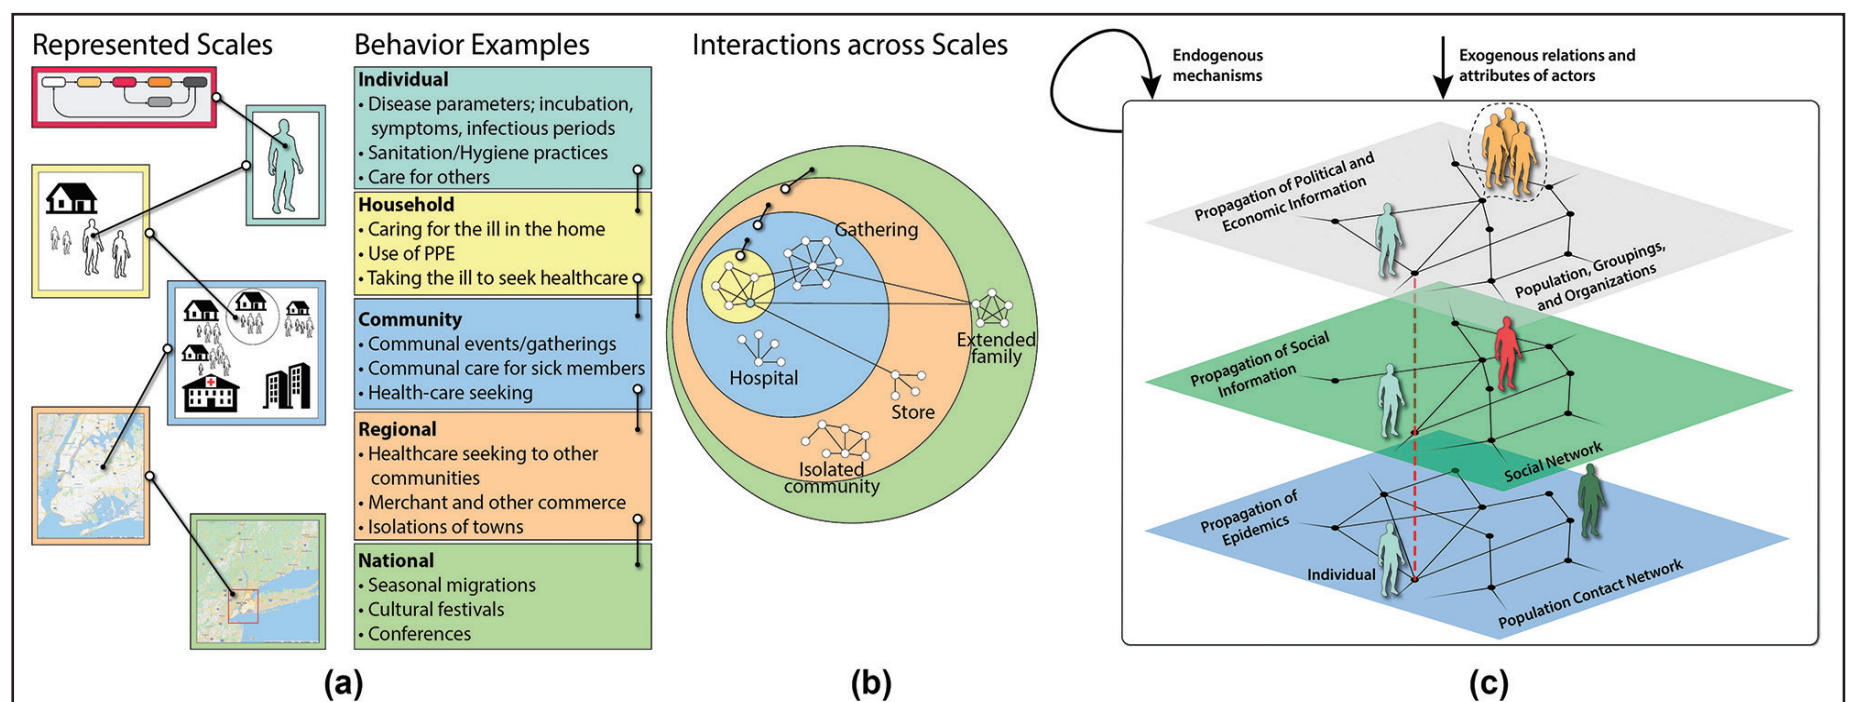 Represented Scales
Behavior Examples
Individual
• Disease parameters; incubation,
symptoms, infectious periods
• Sanitation/Hygiene practices
• Care for others
Household
• Caring for the ill in the home
• Use of PPE
• Taking the ill to seek healthcare
Community
• Communal events/gatherings
• Communal care for sick members
• Health-care seeking
Regional
• Healthcare seeking to other
communities
• Merchant and other commerce
• Isolations of towns
National
• Seasonal migrations
• Cultural festivals
• Conferences
(a)
Interactions across Scales
Gathering
Extended
family
Hospital
Store
Isolated
community
(b)
Endogenous
mechanisms
Exogenous relations and
attributes of actors
Propagation of Political and
Economic Information
Population, Groupings,
and Organizations
Propagation of Social
Information
Social Network
Propagation of
Epidemics
Individual
Population Contact Network
(c)